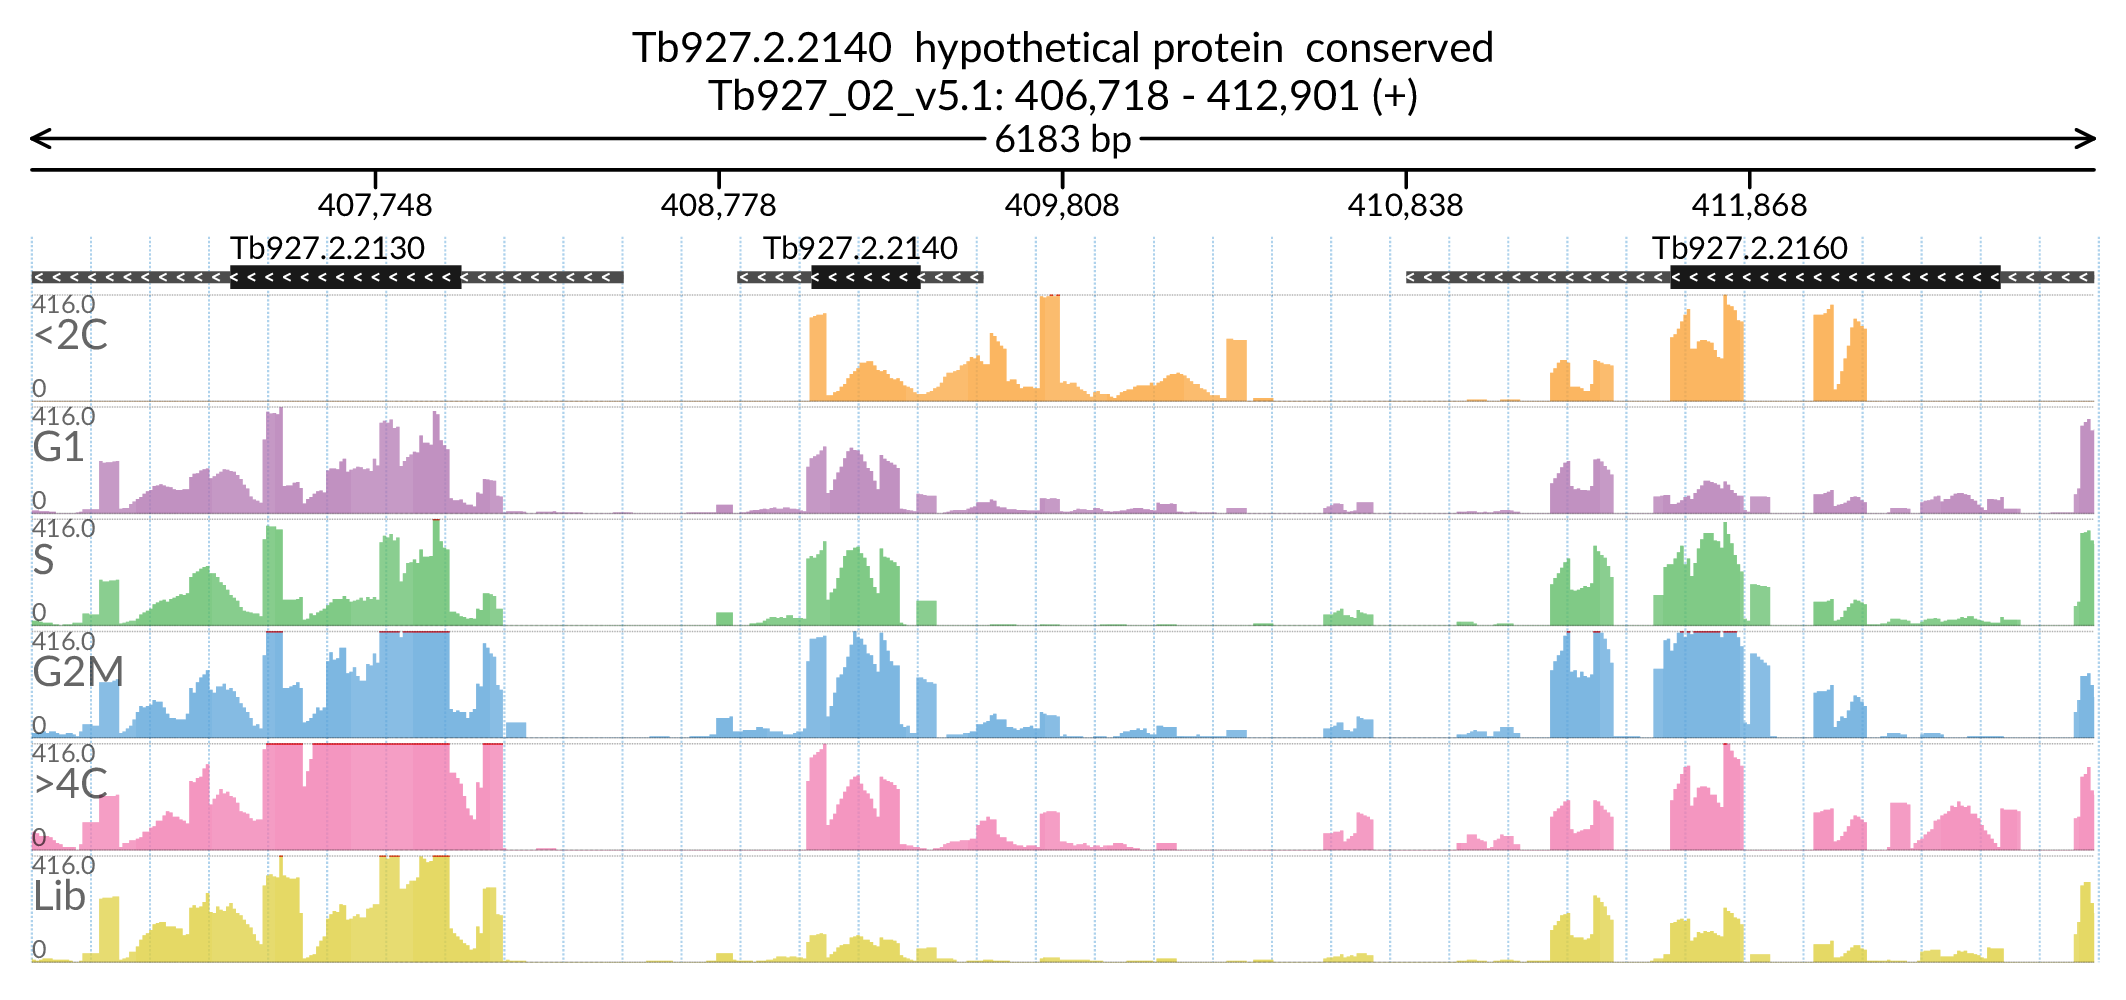 Tb927.2.2140  hypothetical protein  conserved
Tb927_02_v5.1: 406,718 - 412,901 (+)
6183 bp
407,748 408,778 409,808 410,838 411,868
Tb927.2.2130 Tb927.2.2140 Tb927.2.2160
416.0
<2C
0
416.0
G1
0
416.0
S
0
416.0
G2M
0
416.0
>4C
0
416.0
Lib
0